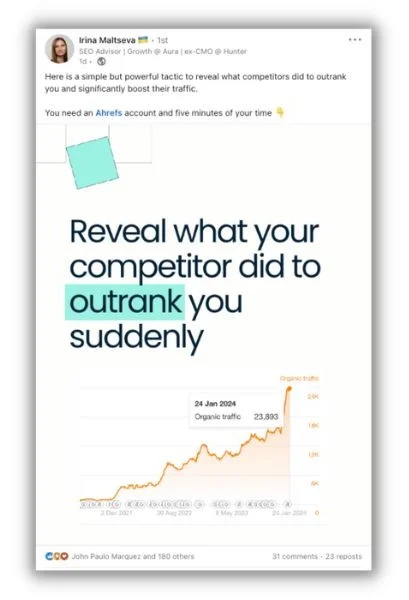 Irina Maltseva 🇺🇦 · 1st
SEO Advisor | Growth @ Aura | ex-CMO @ Hunter
1d ·
Here is a simple but powerful tactic to reveal what competitors did to outrank
you and significantly boost their traffic.
You need an Ahrefs account and five minutes of your time 👇
Reveal what your
competitor did to
outrank you
suddenly
Organic traffic
24 Jan 2024
Organic traffic 23,893
24K
18K
12K
6K
2 Dec 2021 30 Aug 2022 8 May 2023 24 Jan 2024 0
John Paulo Marquez and 180 others 31 comments · 23 reposts